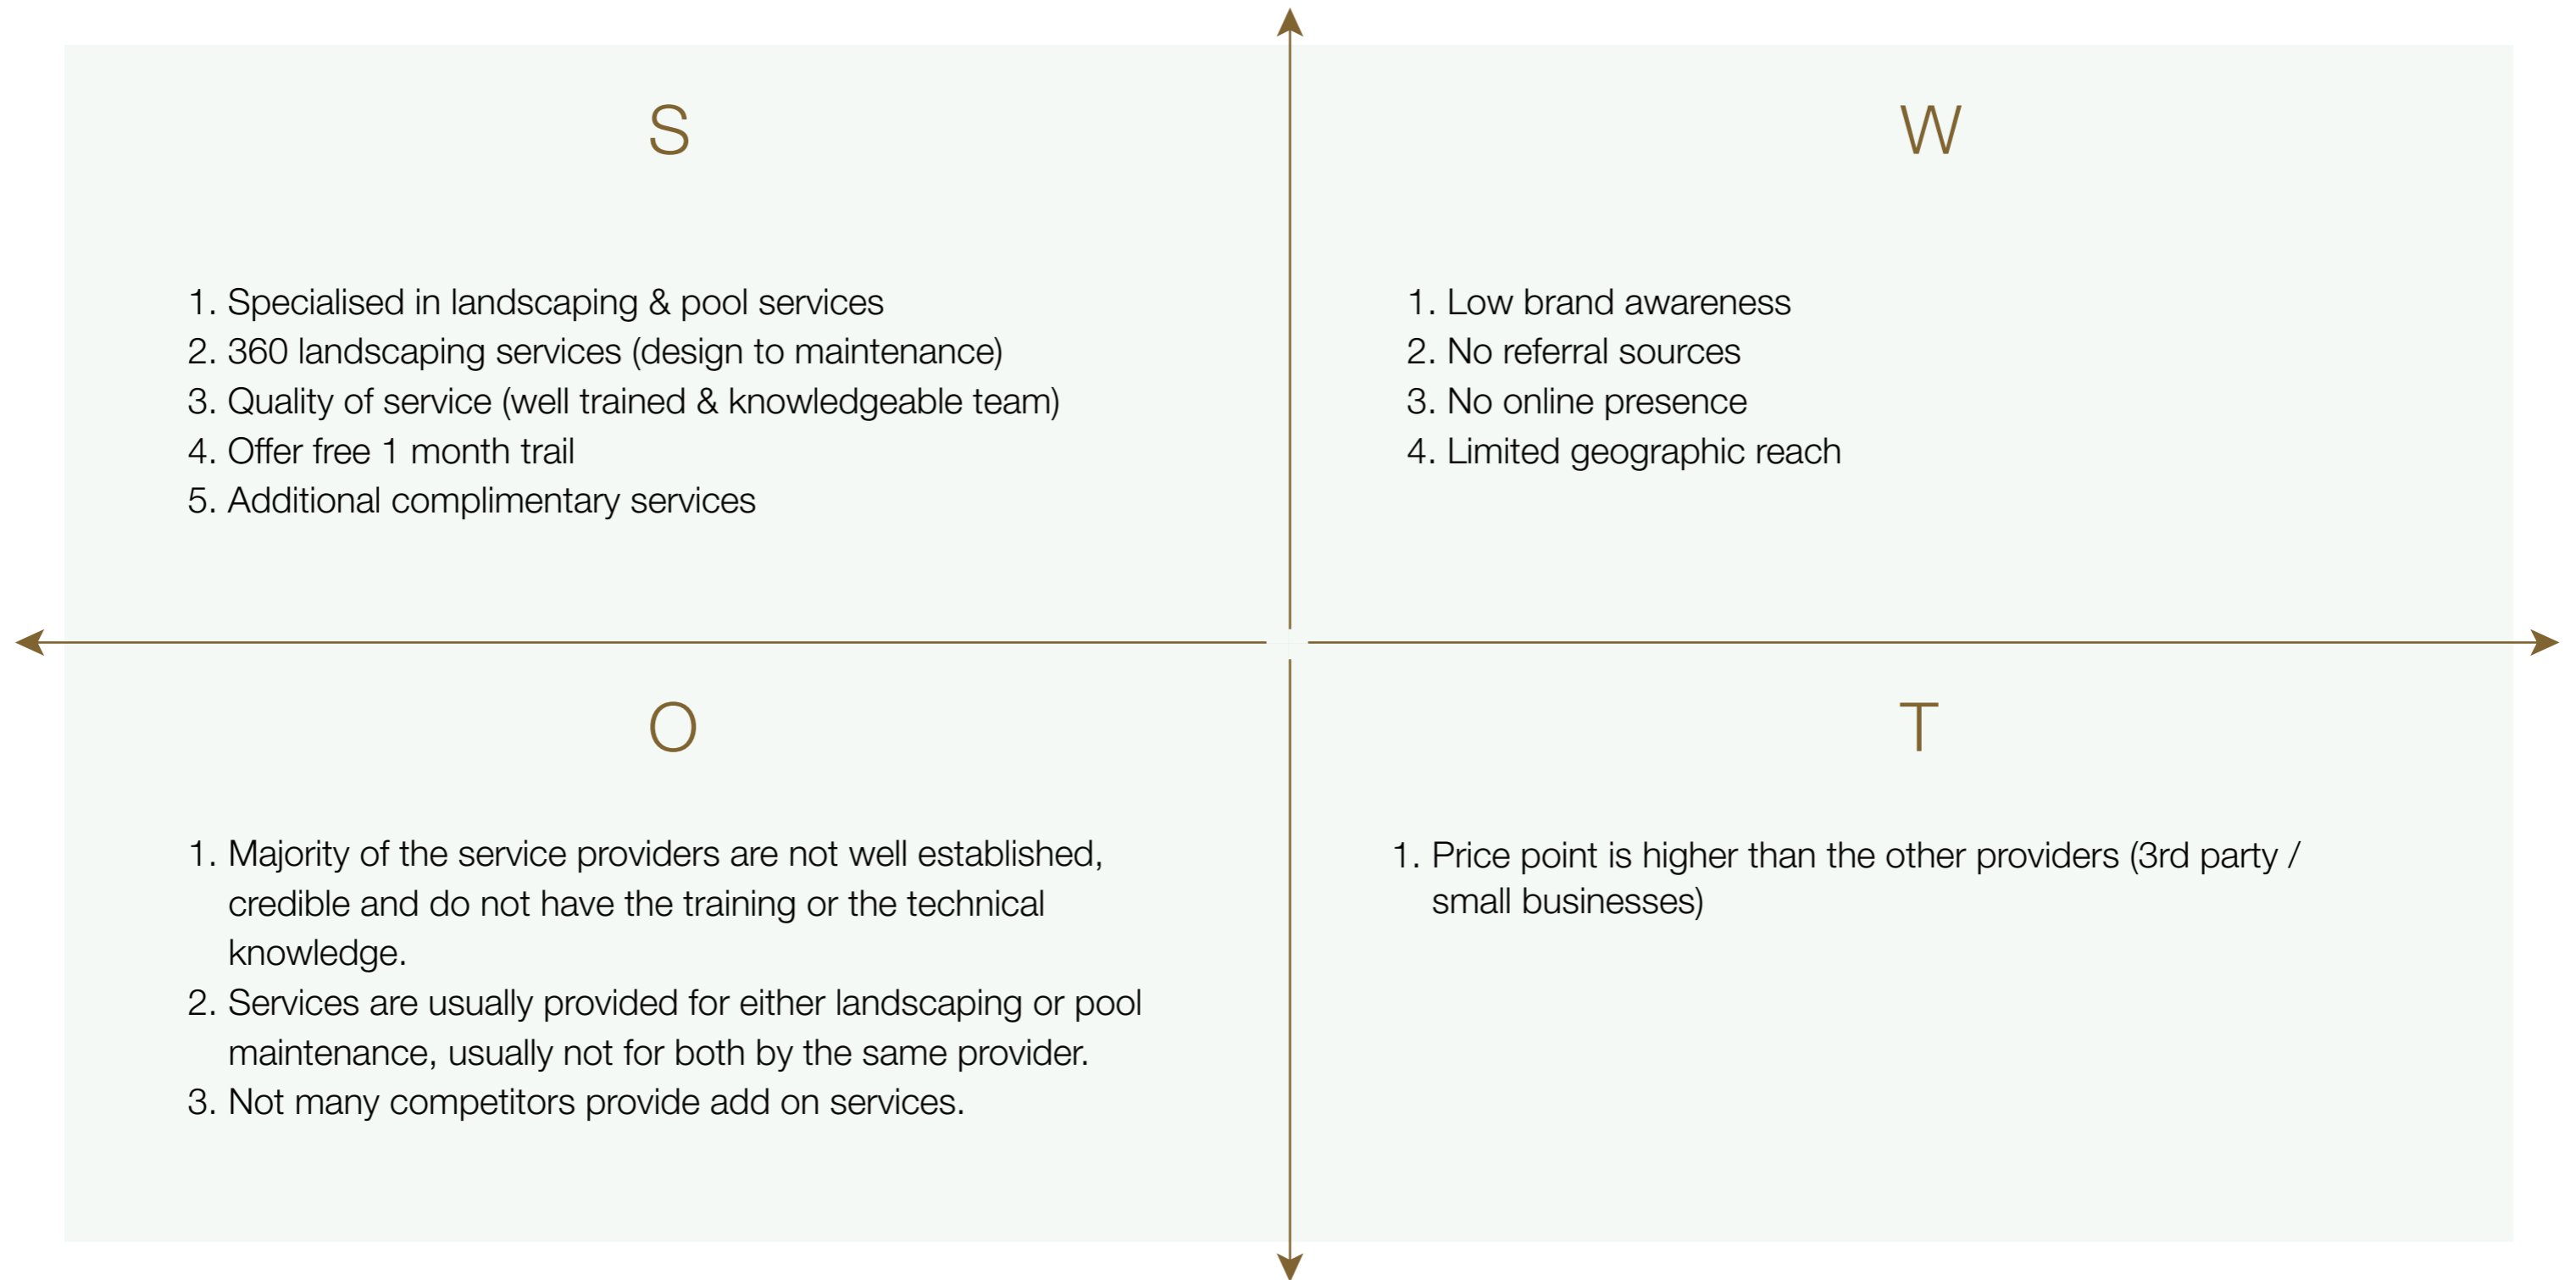 S
1. Specialised in landscaping & pool services
2. 360 landscaping services (design to maintenance)
3. Quality of service (well trained & knowledgeable team)
4. Offer free 1 month trail
5. Additional complimentary services
W
1. Low brand awareness
2. No referral sources
3. No online presence
4. Limited geographic reach
O
1. Majority of the service providers are not well established,
credible and do not have the training or the technical
knowledge.
2. Services are usually provided for either landscaping or pool
maintenance, usually not for both by the same provider.
3. Not many competitors provide add on services.
T
1. Price point is higher than the other providers (3rd party /
small businesses)